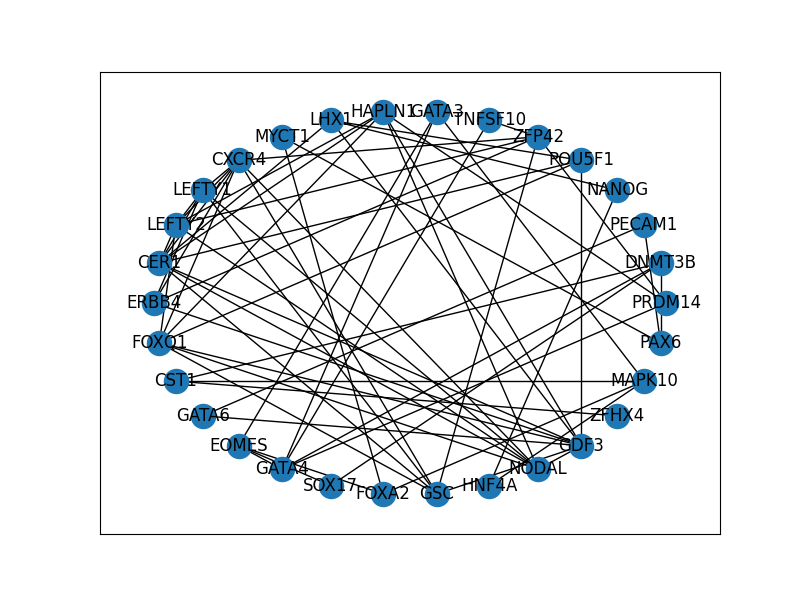 HAPLN1
GATA3
LHX1
TNFSF10
MYCT1
ZFP42
CXCR4
POU5F1
LEFTY1
NANOG
LEFTY2
PECAM1
CER1
DNMT3B
ERBB4
PRDM14
FOXO1
PAX6
CST1
MAPK10
GATA6
ZFHX4
EOMES
GDF3
GATA4
NODAL
SOX17
HNF4A
FOXA2
GSC